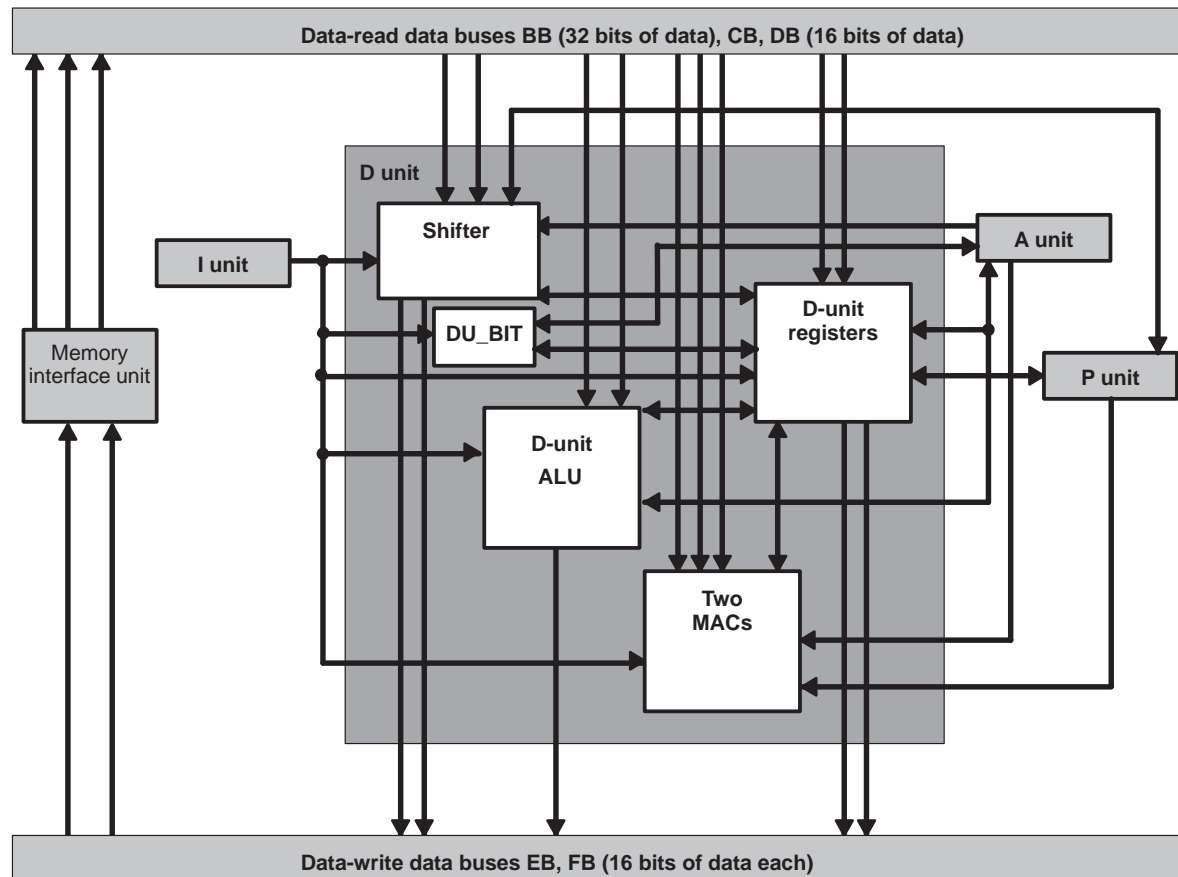 Data-read data buses BB (32 bits of data), CB, DB (16 bits of data)
D unit
Shifter
A unit
I unit
D-unit
registers
DU_BIT
Memory
interface unit
P unit
D-unit
ALU
Two
MACs
Data-write data buses EB, FB (16 bits of data each)